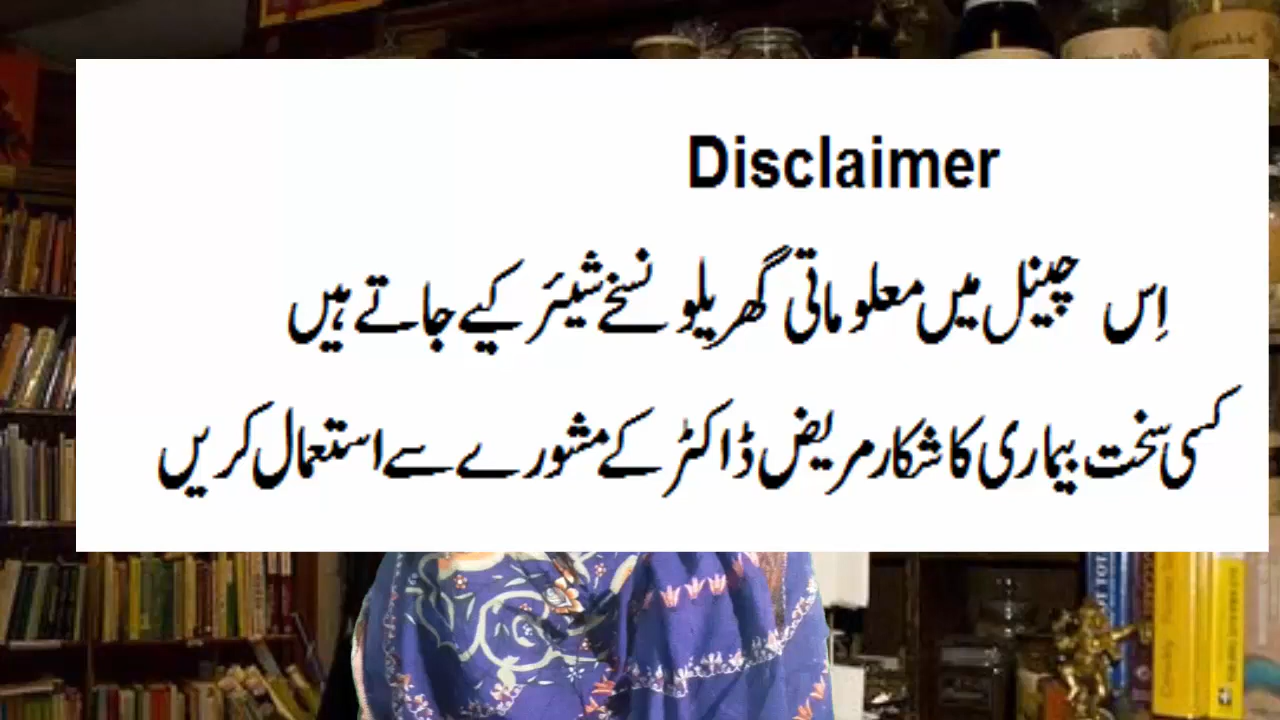 Disclaimer
اِس چینل میں معلوماتی گھریلو نسخے شیئر کیے جاتے ہیں
کسی سخت بیماری کا شکار مریض ڈاکٹر کے مشورے سے استعمال کریں